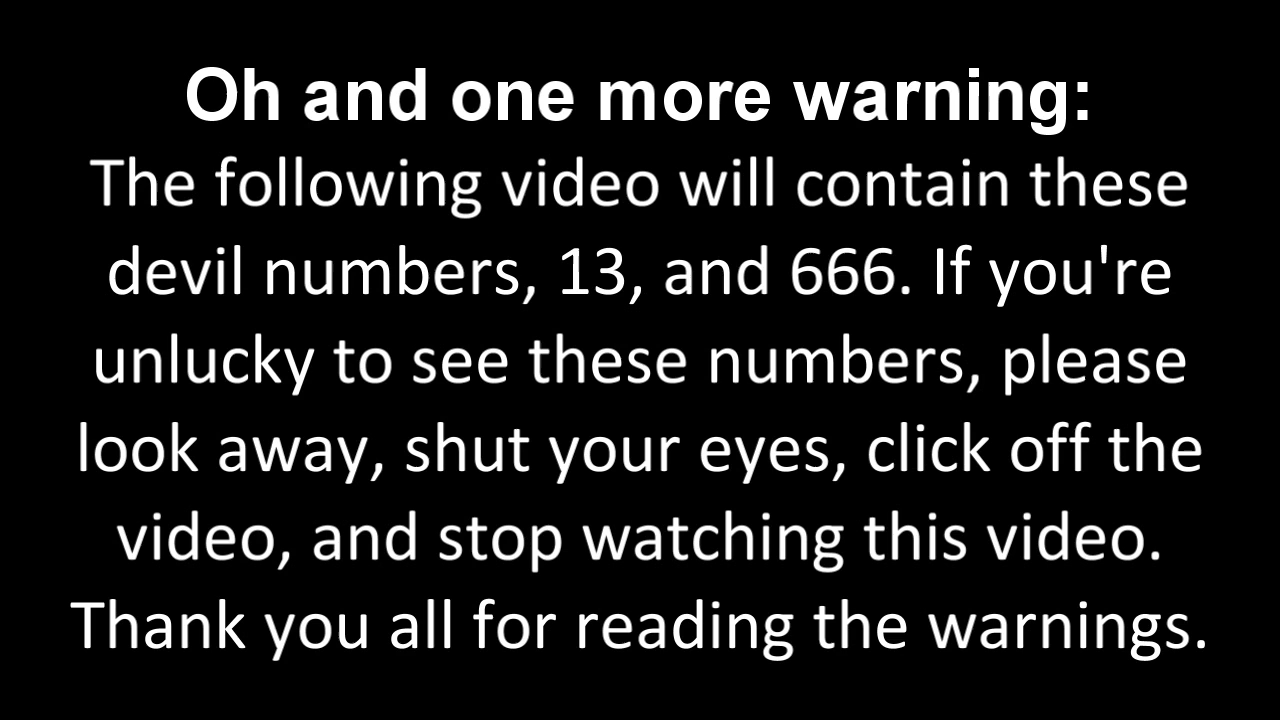 Oh and one more warning:
The following video will contain these
devil numbers, 13, and 666. If you're
unlucky to see these numbers, please
look away, shut your eyes, click off the
video, and stop watching this video.
Thank you all for reading the warnings.